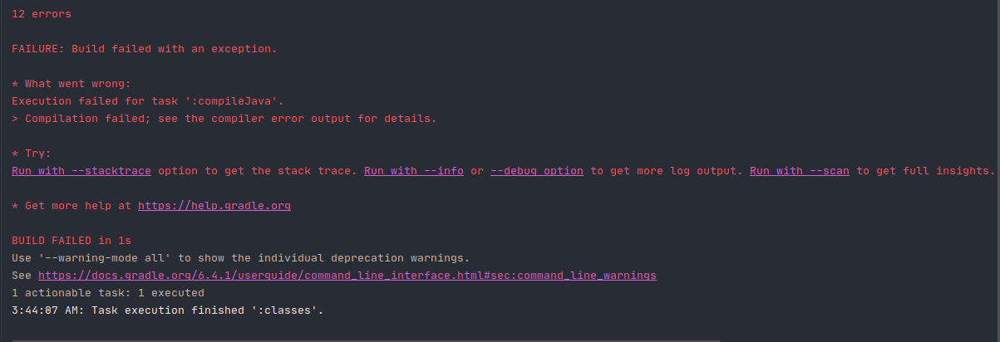 12 errors
FAILURE: Build failed with an exception.
* What went wrong:
Execution failed for task ':compileJava'.
> Compilation failed; see the compiler error output for details.
* Try:
Run with --stacktrace option to get the stack trace. Run with --info or --debug option to get more log output. Run with --scan to get full insights.
* Get more help at https://help.gradle.org
BUILD FAILED in 1s
Use '--warning-mode all' to show the individual deprecation warnings.
See https://docs.gradle.org/6.4.1/userguide/command_line_interface.html#sec:command_line_warnings
1 actionable task: 1 executed
3:44:07 AM: Task execution finished ':classes'.